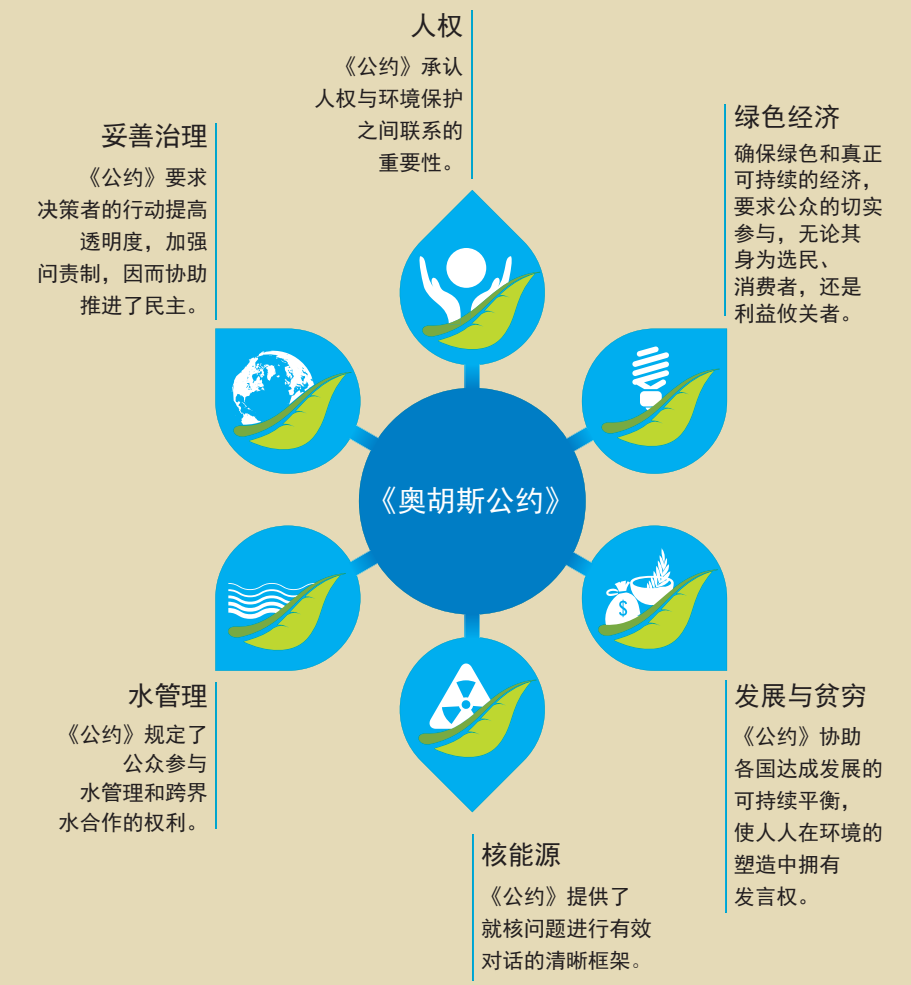 人权
《公约》承认
人权与环境保护
之间联系的
重要性。
妥善治理
《公约》要求
决策者的行动提高
透明度，加强
问责制，因而协助
推进了民主。
绿色经济
确保绿色和真正
可持续的经济，
要求公众的切实
参与，无论其
身为选民、
消费者，还是
利益攸关者。
《奥胡斯公约》
$
水管理
《公约》规定了
公众参与
水管理和跨界
水合作的权利。
发展与贫穷
《公约》协助
各国达成发展的
可持续平衡，
使人人在环境的
塑造中拥有
发言权。
核能源
《公约》提供了
就核问题进行有效
对话的清晰框架。